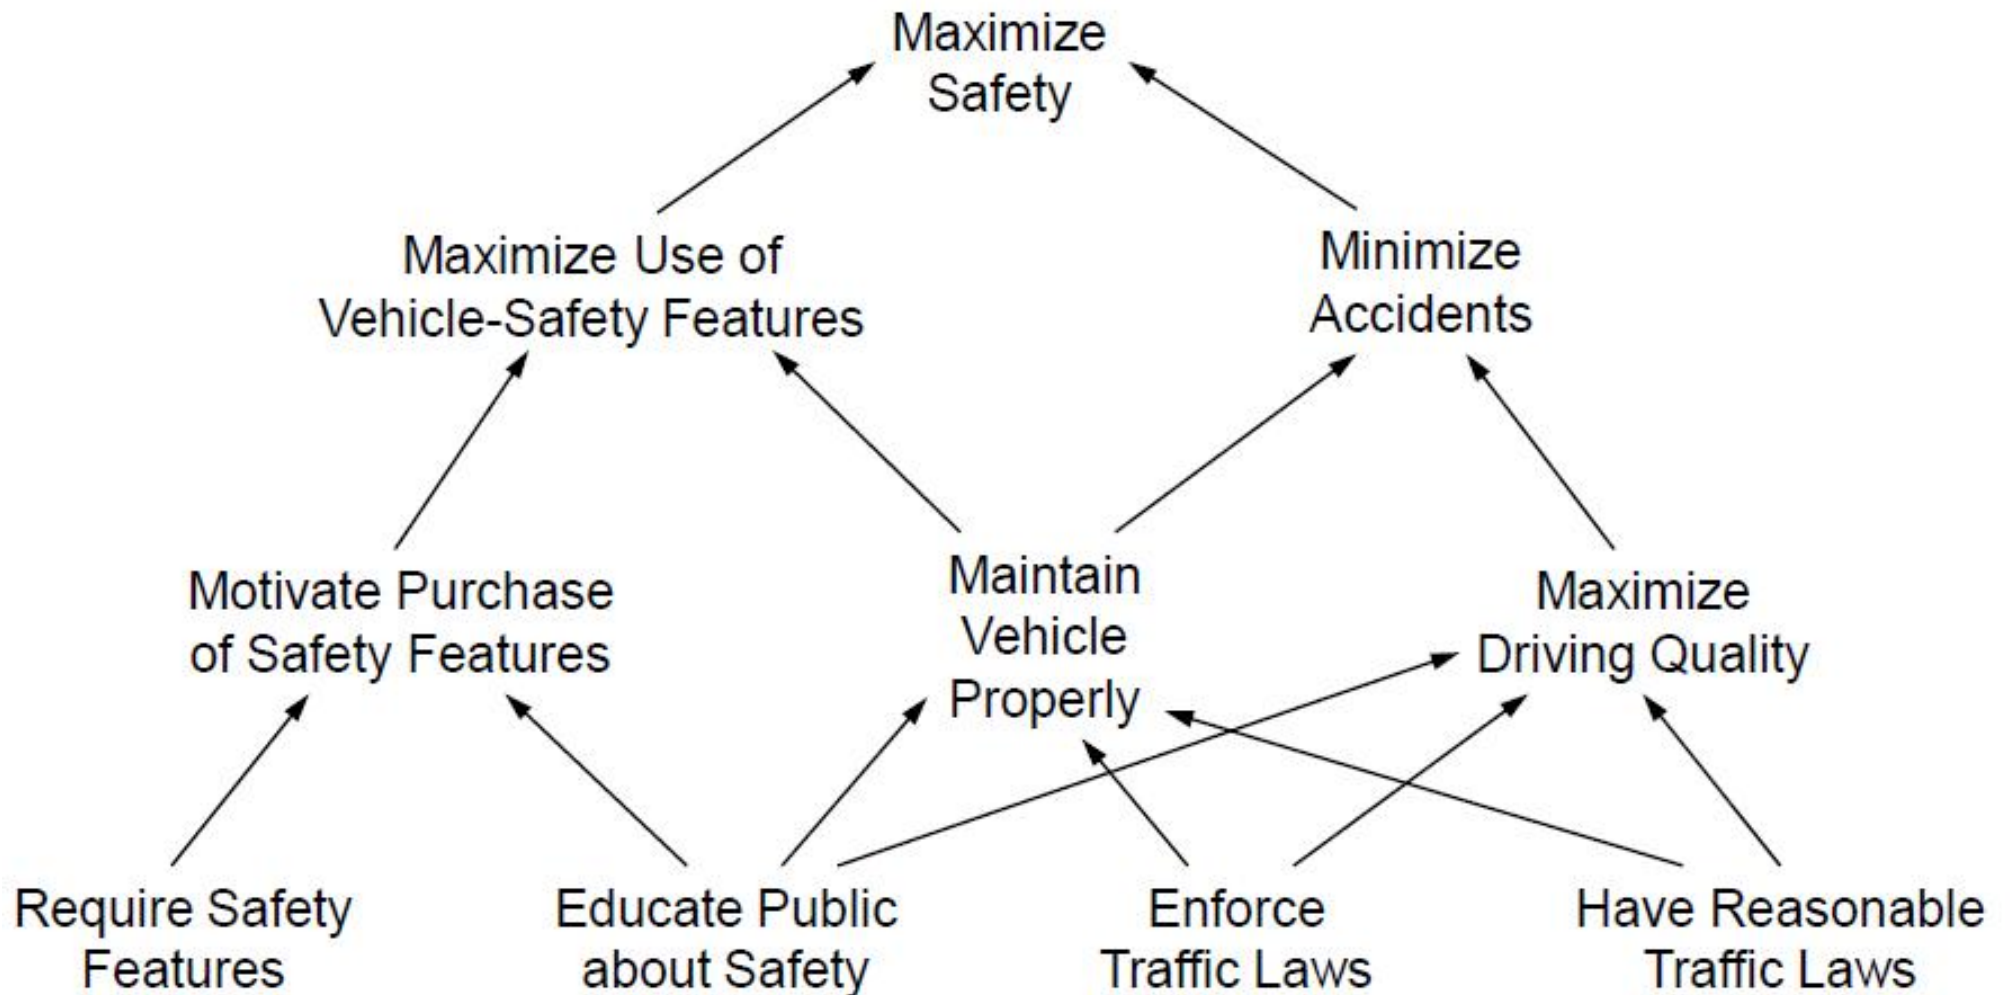 Maximize
Safety
Maximize Use of
Vehicle-Safety Features
Minimize
Accidents
Motivate Purchase
of Safety Features
Maintain
Vehicle
Properly
Maximize
Driving Quality
Require Safety
Features
Educate Public
about Safety
Enforce
Traffic Laws
Have Reasonable
Traffic Laws